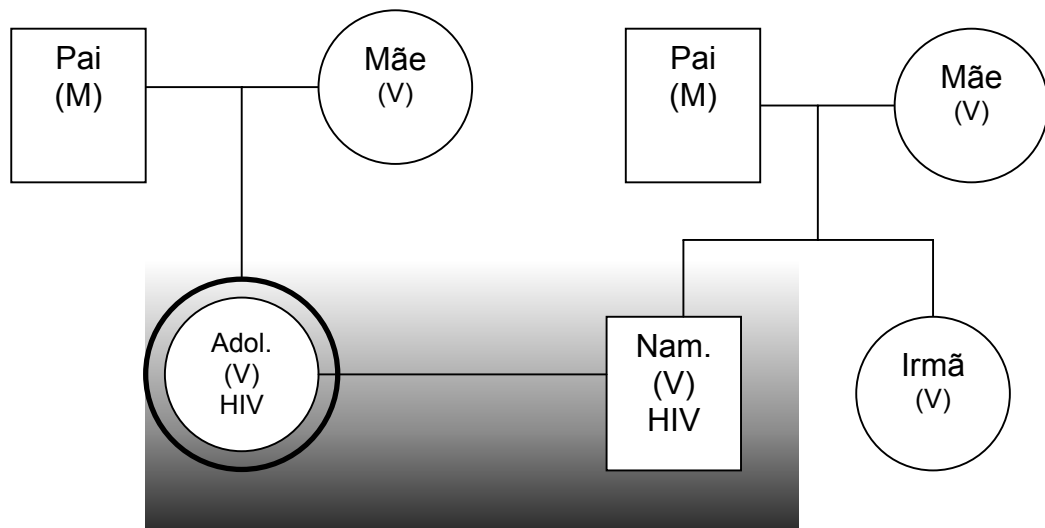 Pai
(M)
Mãe
(V)
Pai
(M)
Mãe
(V)
Adol.
(V)
HIV
Nam.
(V)
HIV
Irmã
(V)